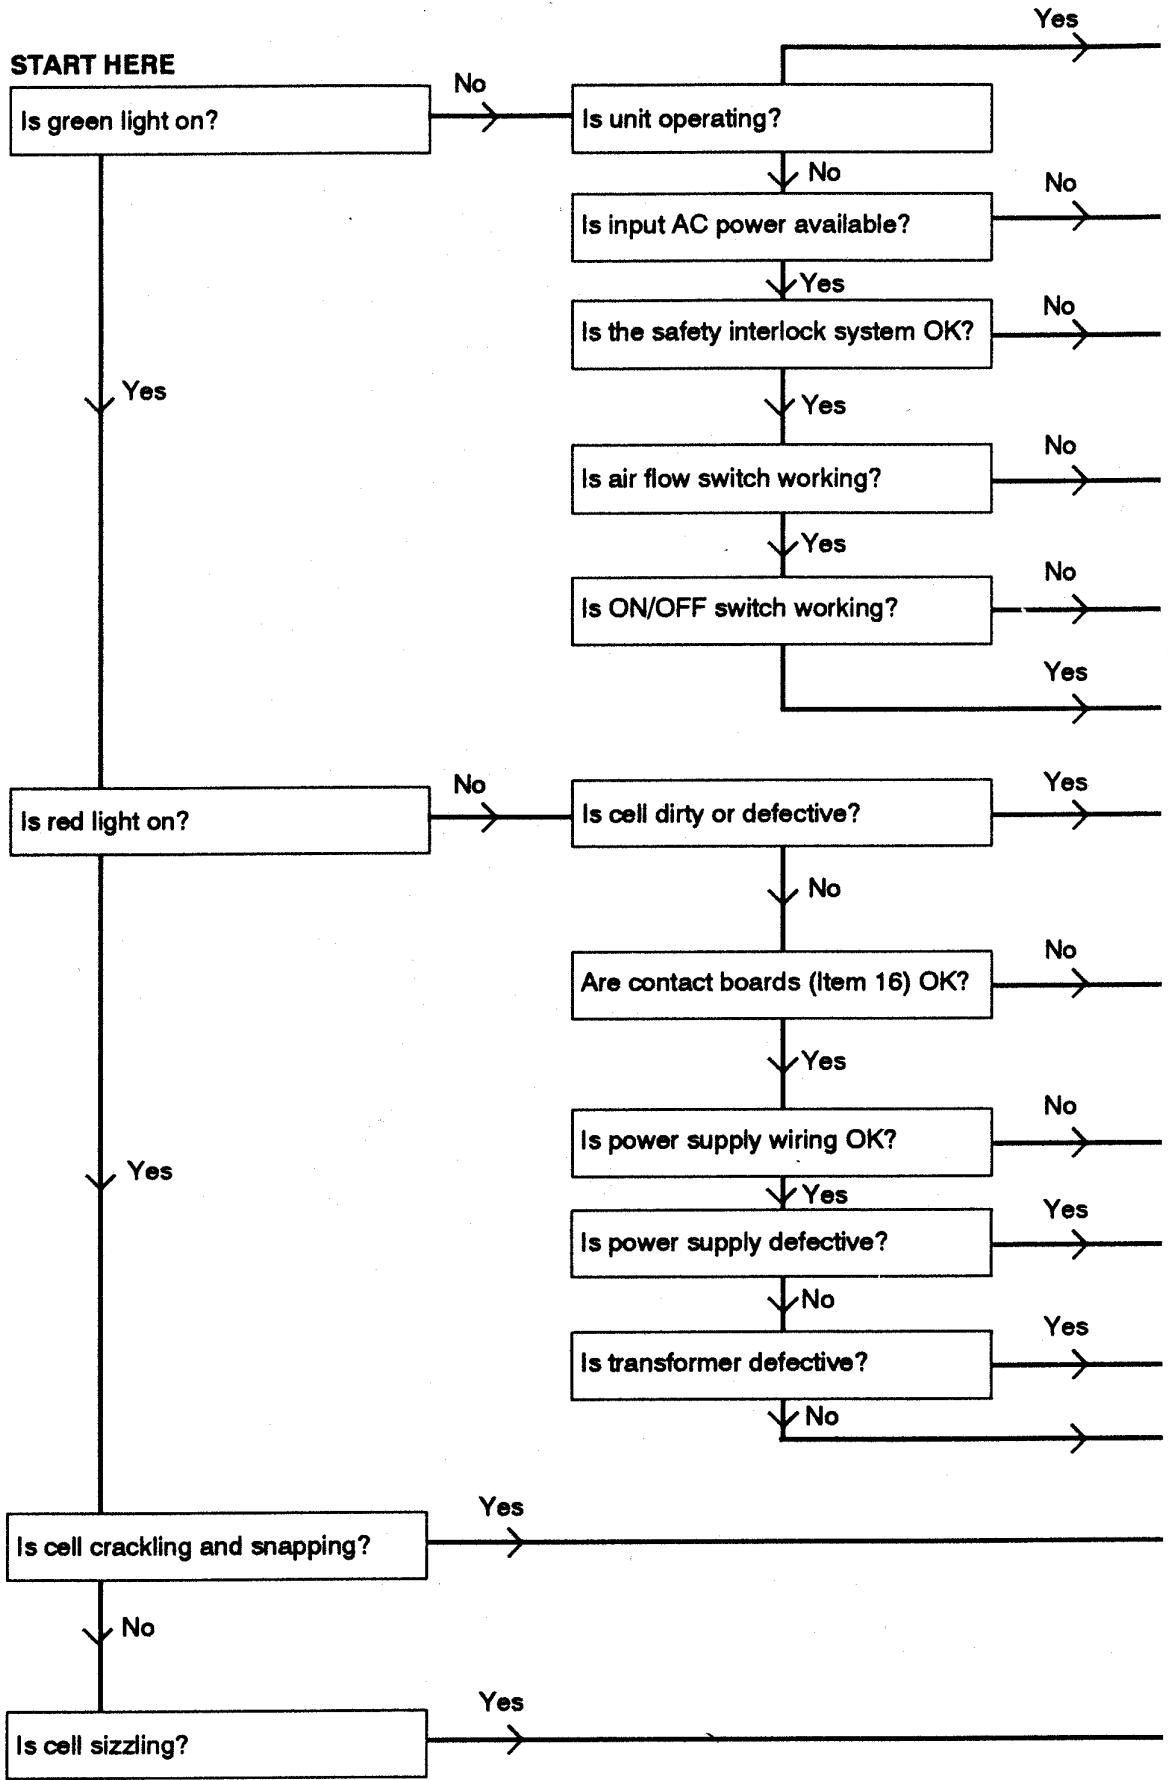 Yes
START HERE
No
Is green light on?
Is unit operating?
No
No
Is input AC power available?
Yes
No
Is the safety interlock system OK?
Yes
Yes
No
Is air flow switch working?
Yes
No
Is ON/OFF switch working?
Yes
No
Yes
Is red light on?
Is cell dirty or defective?
No
No
Are contact boards (Item 16) OK?
Yes
No
Is power supply wiring OK?
Yes
Yes
Yes
Is power supply defective?
No
Yes
Is transformer defective?
No
Yes
Is cell crackling and snapping?
No
Yes
Is cell sizzling?